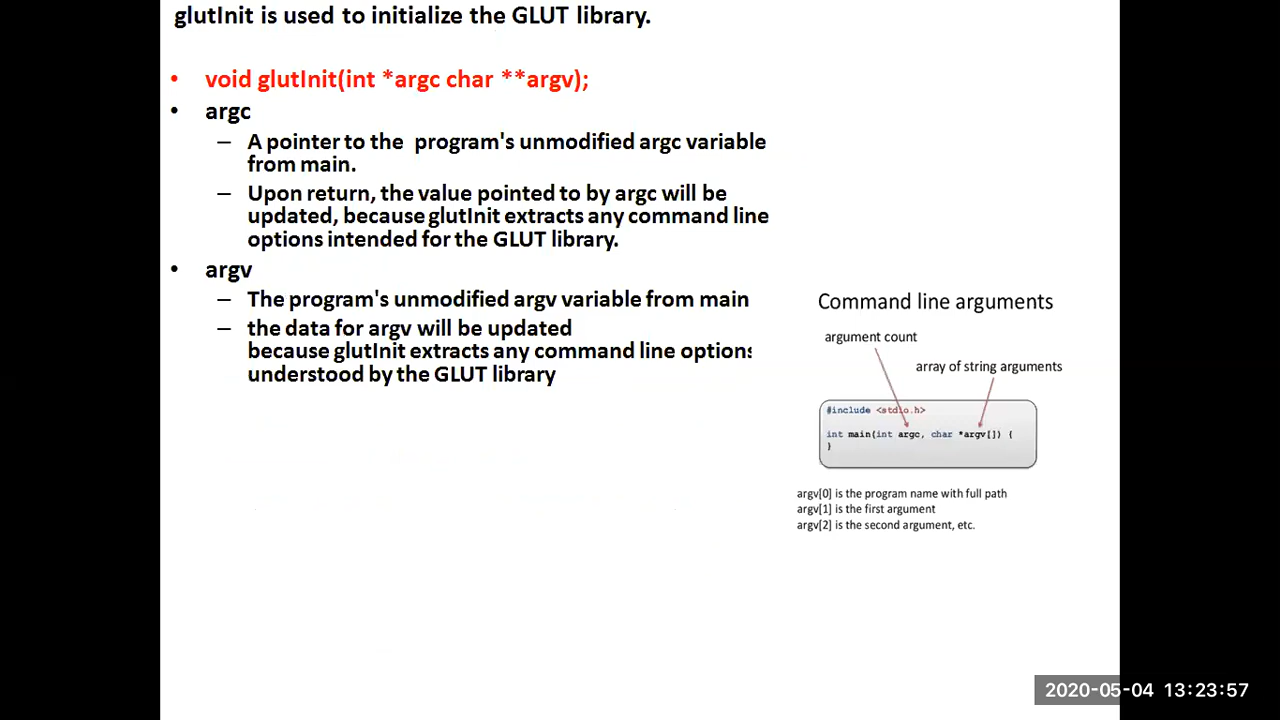 glutInit is used to initialize the GLUT library.
• void glutInit(int *argc char **argv);
• argc
– A pointer to the program's unmodified argc variable
from main.
– Upon return, the value pointed to by argc will be
updated, because glutInit extracts any command line
options intended for the GLUT library.
• argv
– The program's unmodified argv variable from main
– the data for argv will be updated
because glutInit extracts any command line options
understood by the GLUT library
Command line arguments
argument count
array of string arguments
#include <stdio.h>
int main(int argc, char *argv[]) {
}
argv[0] is the program name with full path
argv[1] is the first argument
argv[2] is the second argument, etc.
2020-05-04 13:23:57